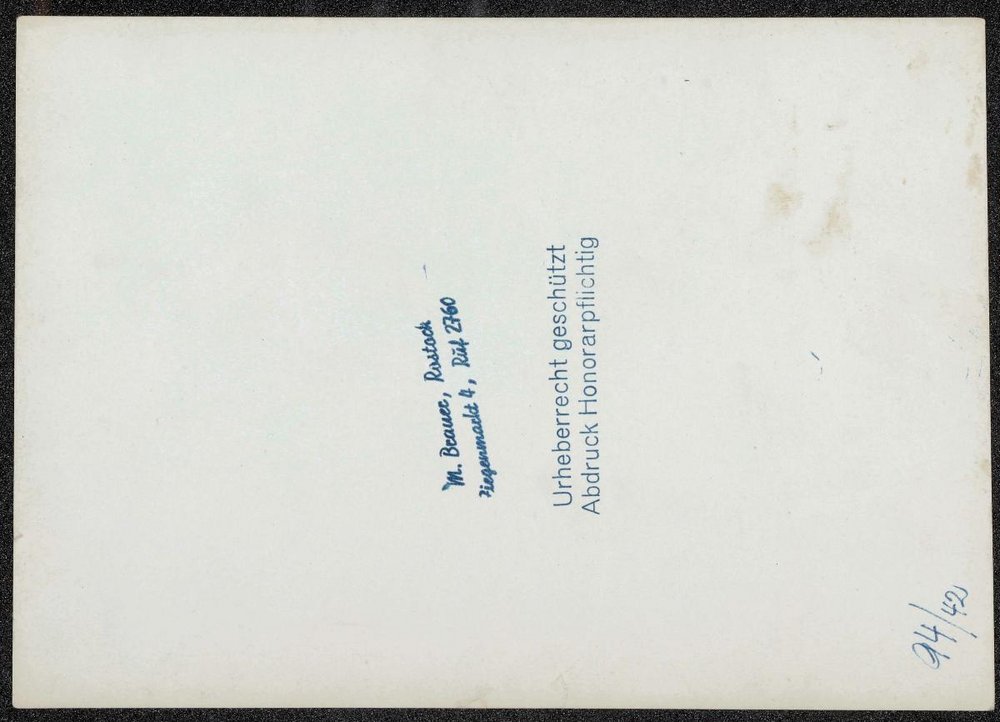 M. Brauer, Rostock
Ziegenmarkt 4, Ruf 2760
Urheberrecht geschützt
Abdruck Honorarpflichtig
94/42